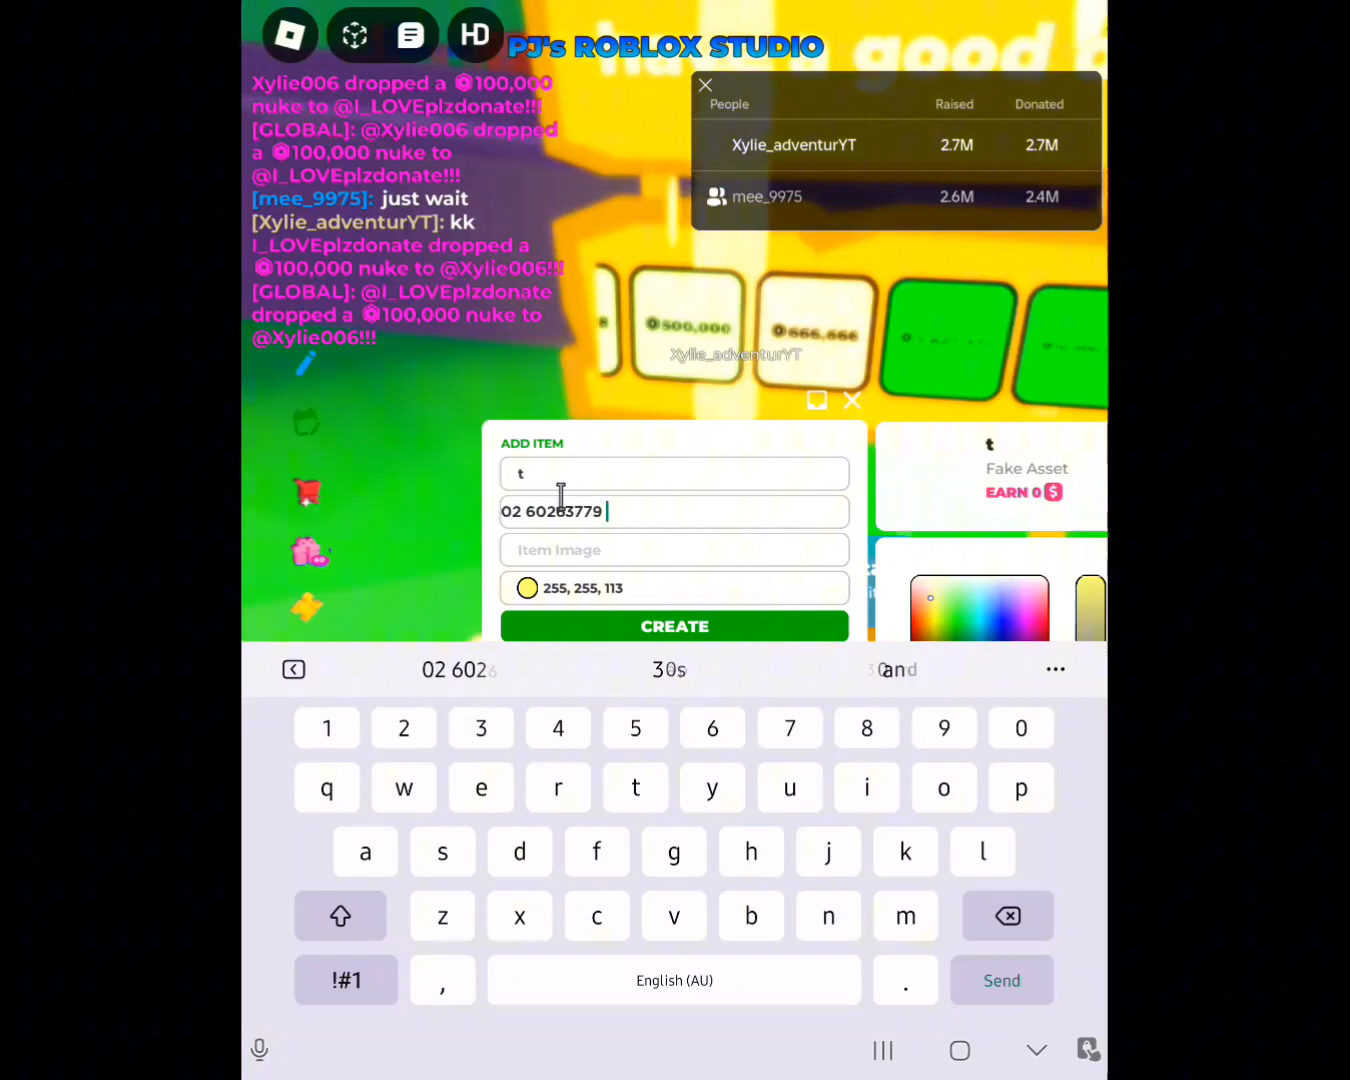 HD
PJ's ROBLOX STUDIO
good
Xylie006 dropped a 100,000
nuke to @I_LOVEplzdonate!!!
[GLOBAL]: @Xylie006 dropped
a 100,000 nuke to
@I_LOVEplzdonate!!!
[mee_9975]: just wait
[Xylie_adventurYT]: kk
I_LOVEplzdonate dropped a
100,000 nuke to @Xylie006!!!
[GLOBAL]: @I_LOVEplzdonate
dropped a 100,000 nuke to
@Xylie006!!!
People Raised Donated
Xylie_adventurYT 2.7M 2.7M
mee_9975 2.6M 2.4M
500,000
666,666
Xylie_adventurYT
ADD ITEM
t
02 60263779
Item Image
255, 255, 113
CREATE
t
Fake Asset
EARN 0 $
02 602 30s and
1 2 3 4 5 6 7 8 9 0
q w e r t y u i o p
a s d f g h j k l
z x c v b n m
!#1 , English (AU) . Send